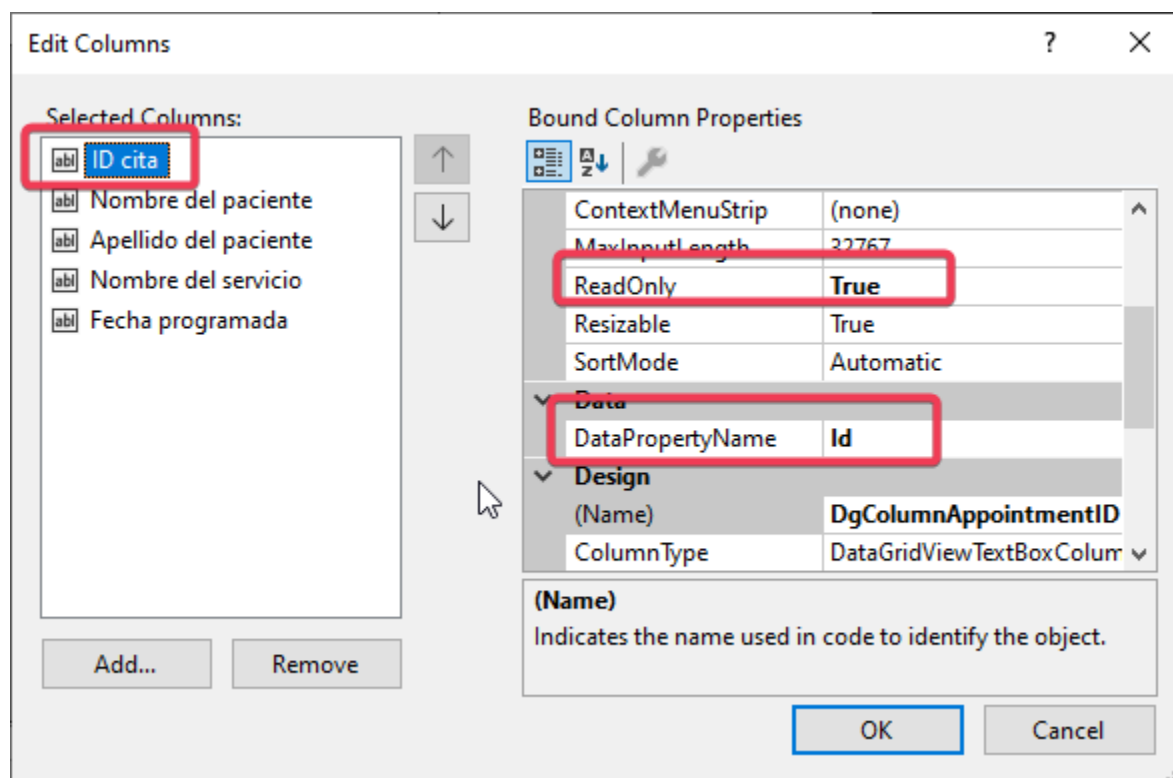 Edit Columns
?
Selected Columns:
ID cita
Nombre del paciente
Apellido del paciente
Nombre del servicio
Fecha programada
Add...
Remove
Bound Column Properties
ContextMenuStrip (none)
MaxInputLength 32767
ReadOnly True
Resizable True
SortMode Automatic
Data
DataPropertyName Id
Design
(Name) DgColumnAppointmentID
ColumnType DataGridViewTextBoxColum
(Name)
Indicates the name used in code to identify the object.
OK
Cancel